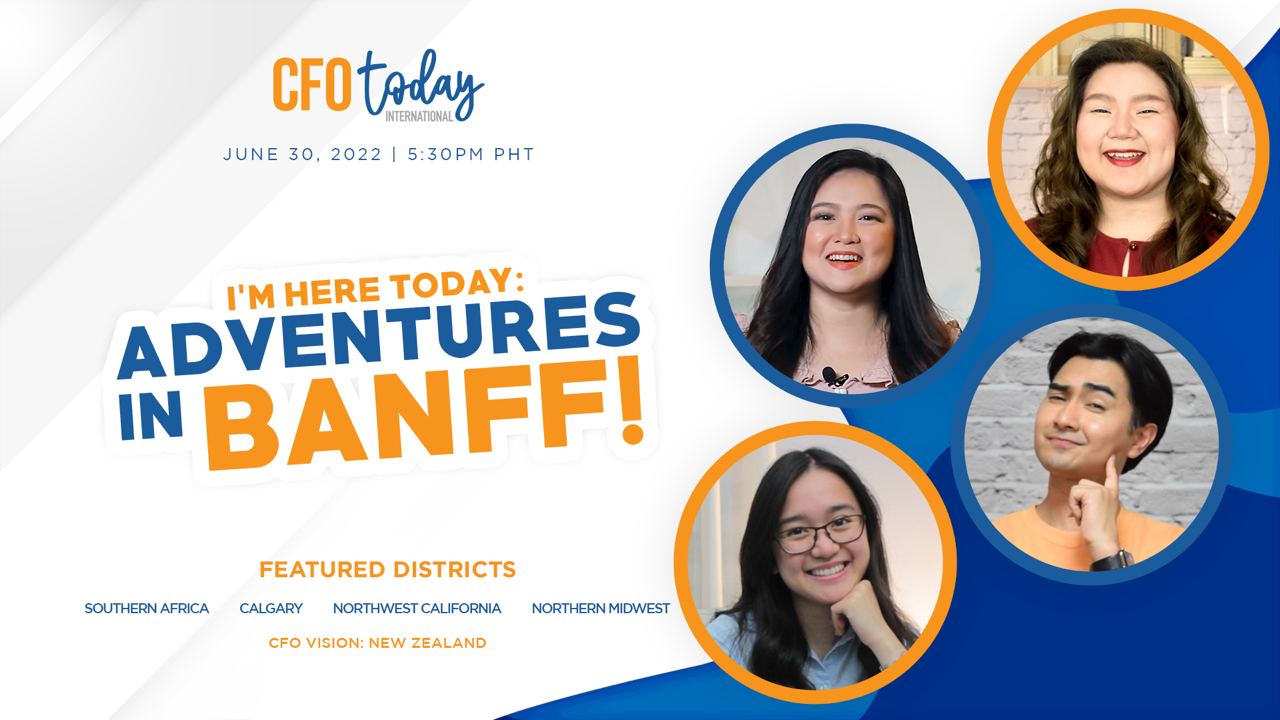 CFO today
INTERNATIONAL
JUNE 30, 2022 | 5:30PM PHT
I'M HERE TODAY:
ADVENTURES
IN BANFF!
FEATURED DISTRICTS
SOUTHERN AFRICA CALGARY NORTHWEST CALIFORNIA NORTHERN MIDWEST
CFO VISION: NEW ZEALAND